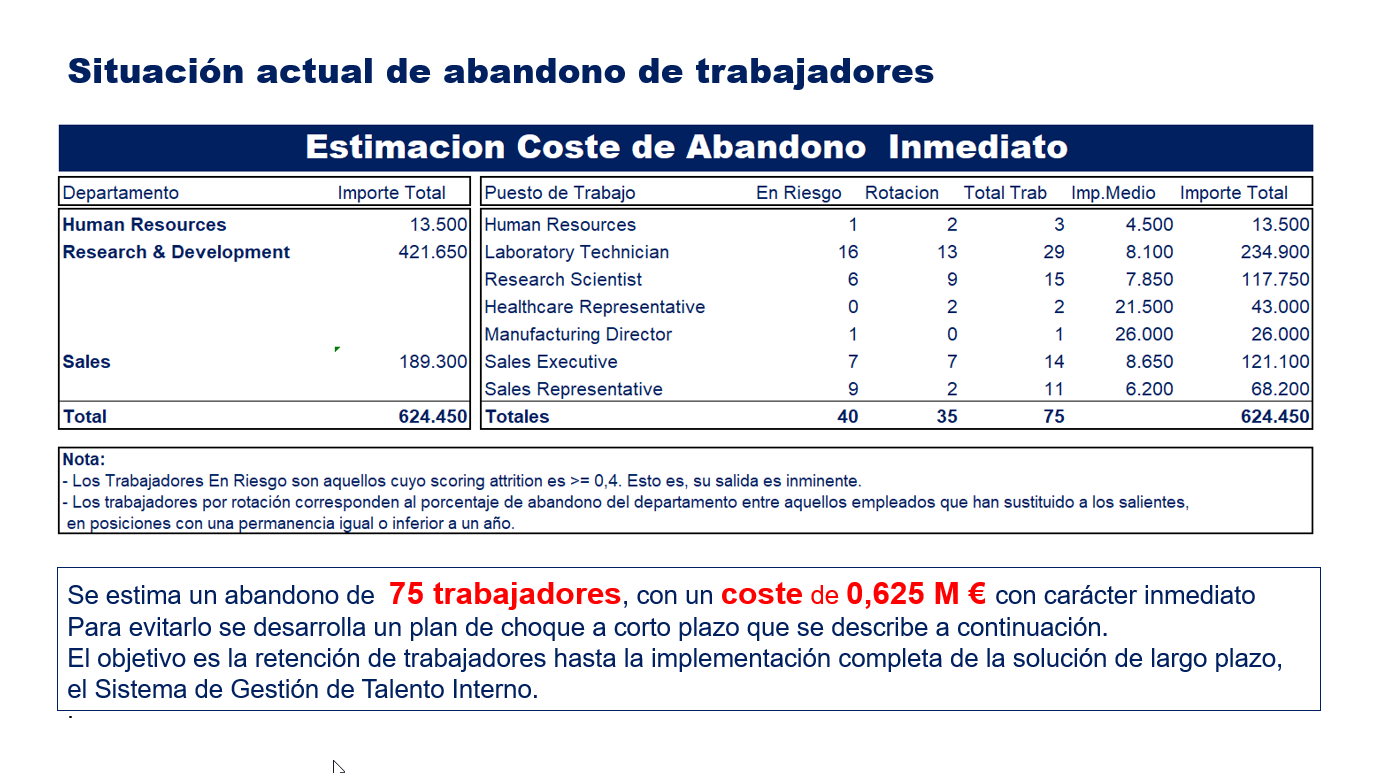 Situación actual de abandono de trabajadores
Estimacion Coste de Abandono Inmediato
Departamento Importe Total Puesto de Trabajo En Riesgo Rotacion Total Trab Imp.Medio Importe Total
Human Resources 13.500 Human Resources 1 2 3 4.500 13.500
Research & Development 421.650 Laboratory Technician 16 13 29 8.100 234.900
Research Scientist 6 9 15 7.850 117.750
Healthcare Representative 0 2 2 21.500 43.000
Manufacturing Director 1 0 1 26.000 26.000
Sales 189.300 Sales Executive 7 7 14 8.650 121.100
Sales Representative 9 2 11 6.200 68.200
Total 624.450 Totales 40 35 75 624.450
Nota:
- Los Trabajadores En Riesgo son aquellos cuyo scoring attrition es >= 0,4. Esto es, su salida es inminente.
- Los trabajadores por rotación corresponden al porcentaje de abandono del departamento entre aquellos empleados que han sustituido a los salientes,
en posiciones con una permanencia igual o inferior a un año.
Se estima un abandono de 75 trabajadores, con un coste de 0,625 M € con carácter inmediato
Para evitarlo se desarrolla un plan de choque a corto plazo que se describe a continuación.
El objetivo es la retención de trabajadores hasta la implementación completa de la solución de largo plazo,
el Sistema de Gestión de Talento Interno.
.